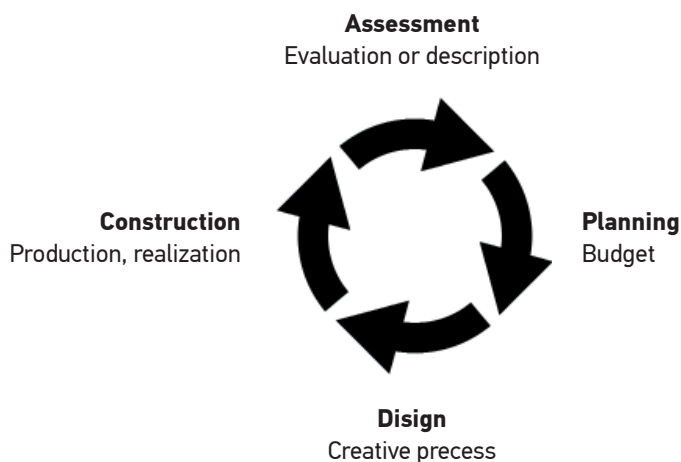 Assessment
Evaluation or description
Construction
Production, realization
Planning
Budget
Disign
Creative precess